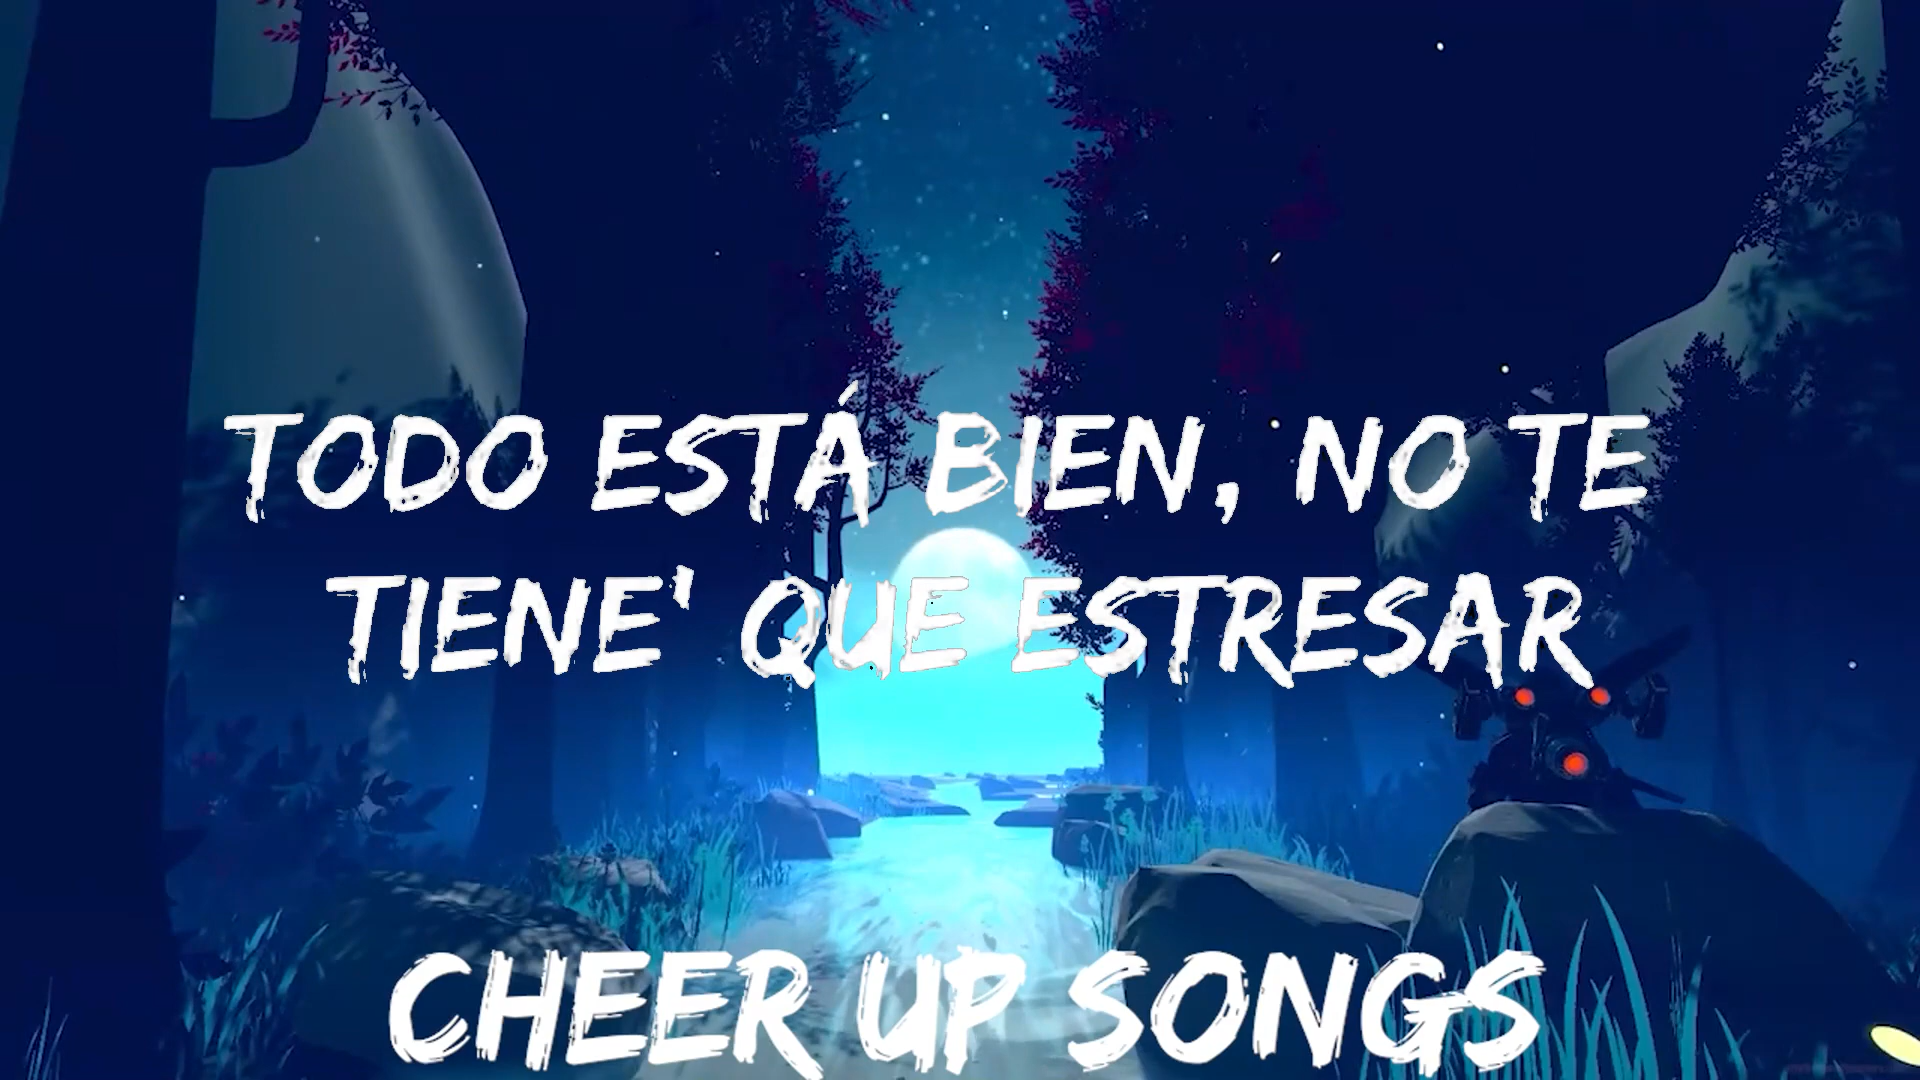 TODO ESTÁ BIEN, NO TE
TIENE' QUE ESTRESAR
CHEER UP SONGS